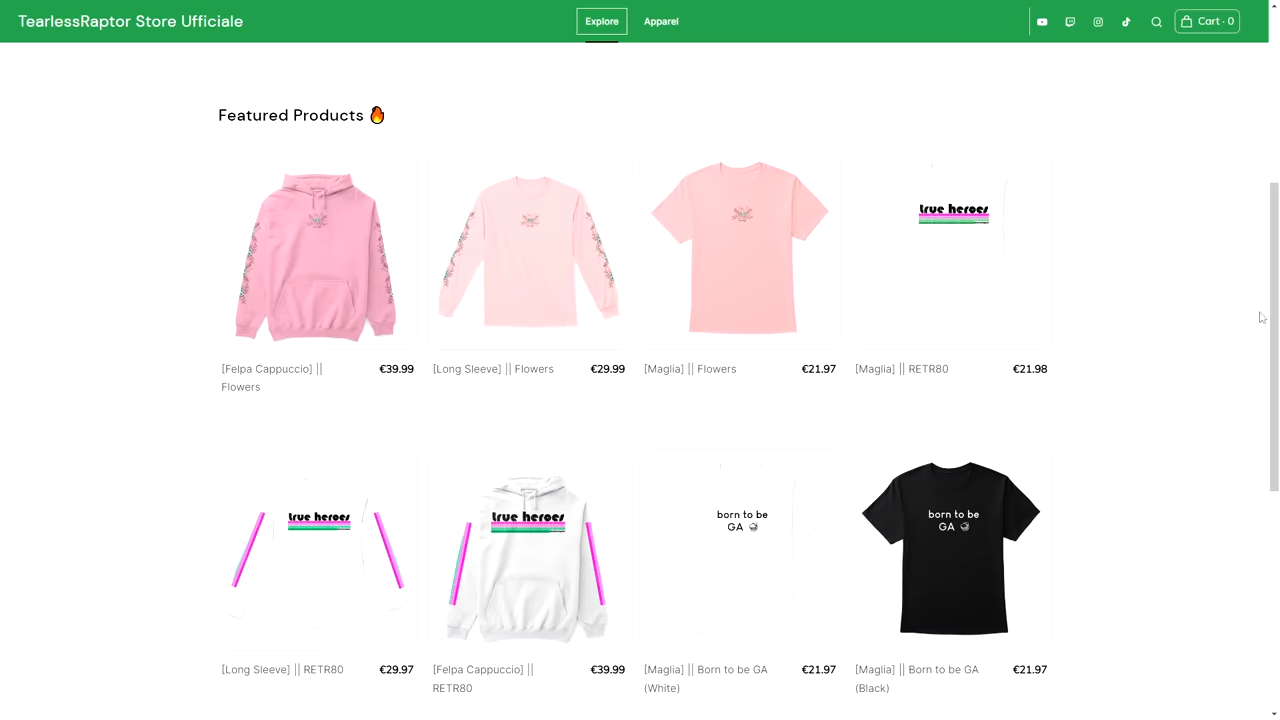 TearlessRaptor Store Ufficiale
Explore
Apparel
Cart · 0
Featured Products 🔥
true heroes
[Felpa Cappuccio] || Flowers
€39.99
[Long Sleeve] || Flowers
€29.99
[Maglia] || Flowers
€21.97
[Maglia] || RETR80
€21.98
true heroes
true heroes
born to be
GA
born to be
GA
[Long Sleeve] || RETR80
€29.97
[Felpa Cappuccio] || RETR80
€39.99
[Maglia] || Born to be GA (White)
€21.97
[Maglia] || Born to be GA (Black)
€21.97